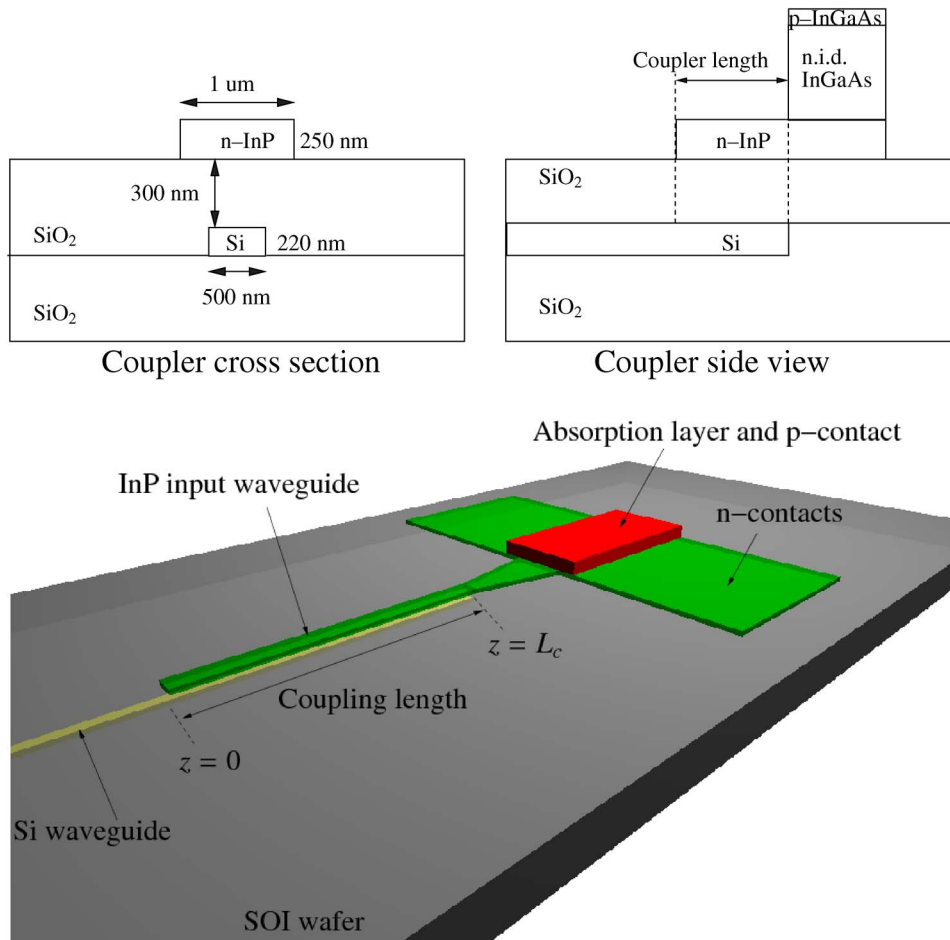 1 um
n–InP
250 nm
300 nm
SiO2
Si
220 nm
500 nm
SiO2
Coupler cross section
p–InGaAs
n.i.d.
InGaAs
Coupler length
n–InP
SiO2
Si
SiO2
Coupler side view
Absorption layer and p–contact
InP input waveguide
n–contacts
z = Lc
Coupling length
z = 0
Si waveguide
SOI wafer